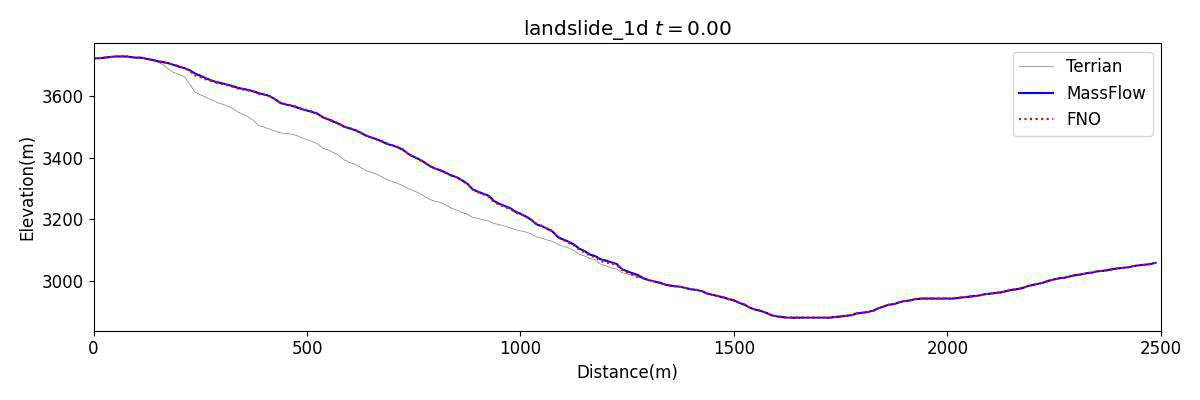 landslide_1d t = 0.00
Terrian
MassFlow
FNO
Elevation(m)
3600
3400
3200
3000
0 500 1000 1500 2000 2500
Distance(m)